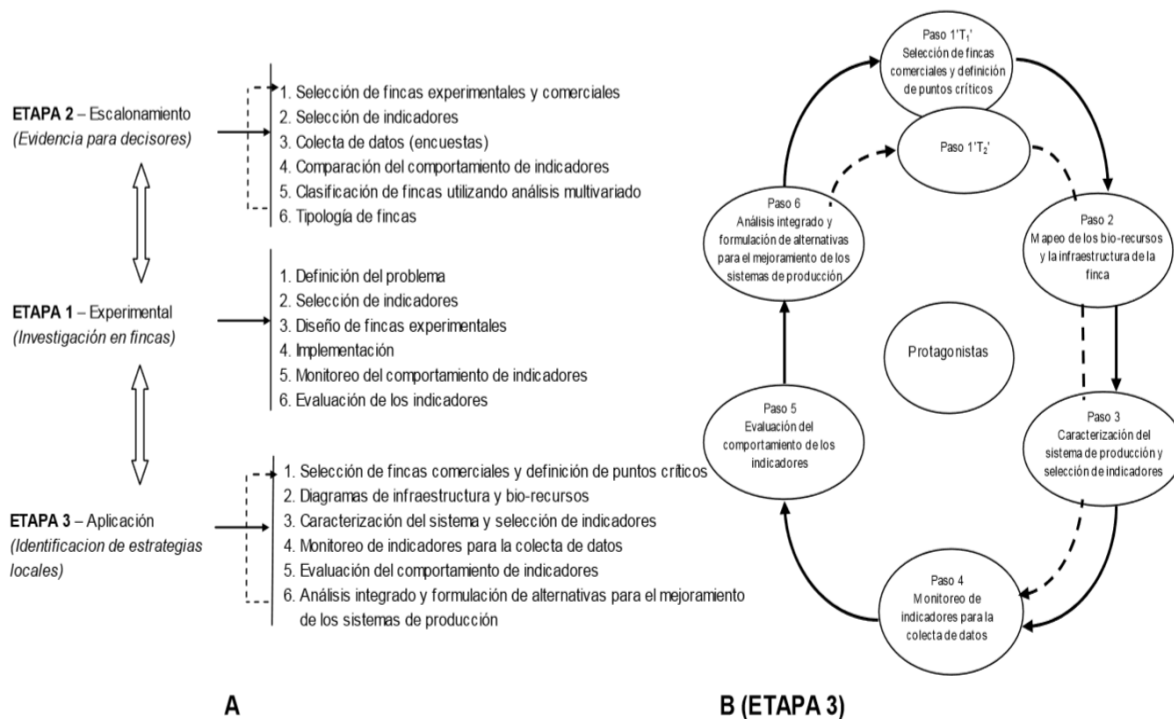 ETAPA 2 – Escalonamiento
(Evidencia para decisores)
1. Selección de fincas experimentales y comerciales
2. Selección de indicadores
3. Colecta de datos (encuestas)
4. Comparación del comportamiento de indicadores
5. Clasificación de fincas utilizando análisis multivariado
6. Tipología de fincas
ETAPA 1 – Experimental
(Investigación en fincas)
1. Definición del problema
2. Selección de indicadores
3. Diseño de fincas experimentales
4. Implementación
5. Monitoreo del comportamiento de indicadores
6. Evaluación de los indicadores
ETAPA 3 – Aplicación
(Identificacion de estrategias
locales)
1. Selección de fincas comerciales y definición de puntos críticos
2. Diagramas de infraestructura y bio-recursos
3. Caracterización del sistema y selección de indicadores
4. Monitoreo de indicadores para la colecta de datos
5. Evaluación del comportamiento de indicadores
6. Análisis integrado y formulación de alternativas para el mejoramiento
de los sistemas de producción
A
Paso 1'T₁'
Selección de fincas
comerciales y definición
de puntos críticos
Paso 1'T₂'
Paso 2
Mapeo de los bio-recursos
y la infraestructura de la
finca
Paso 3
Caracterización del
sistema de producción y
selección de indicadores
Paso 4
Monitoreo de
indicadores para la
colecta de datos
Paso 5
Evaluación del
comportamiento de los
indicadores
Paso 6
Análisis integrado y
formulación de alternativas
para el mejoramiento de los
sistemas de producción
Protagonistas
B (ETAPA 3)